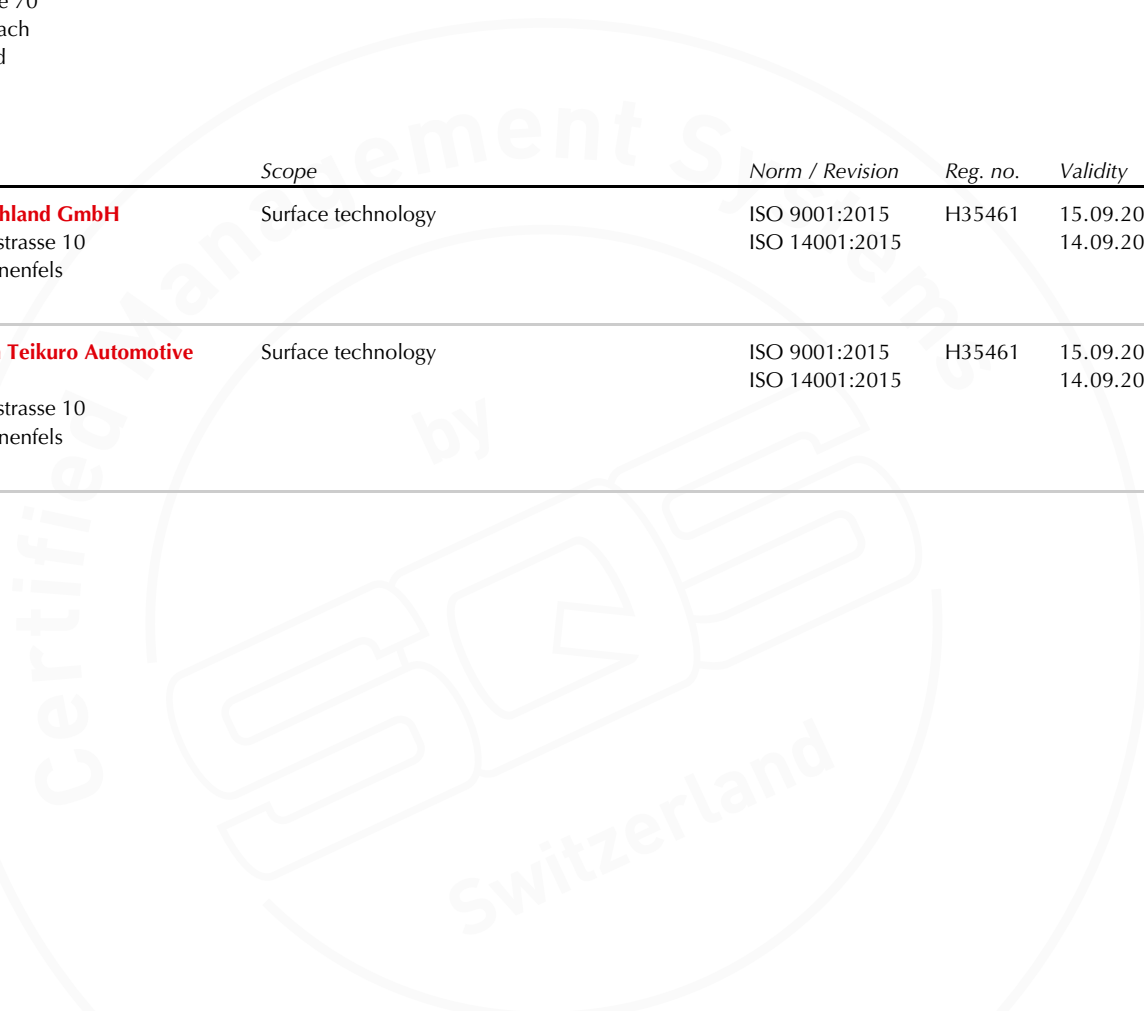 e 70
ach
d
Scope Norm / Revision Reg. no. Validity
hland GmbH Surface technology ISO 9001:2015 H35461 15.09.20
strasse 10 ISO 14001:2015 14.09.20
nenfels
Teikuro Automotive Surface technology ISO 9001:2015 H35461 15.09.20
ISO 14001:2015 14.09.20
strasse 10
nenfels
Certified Management Systems
by
SQS
Switzerland